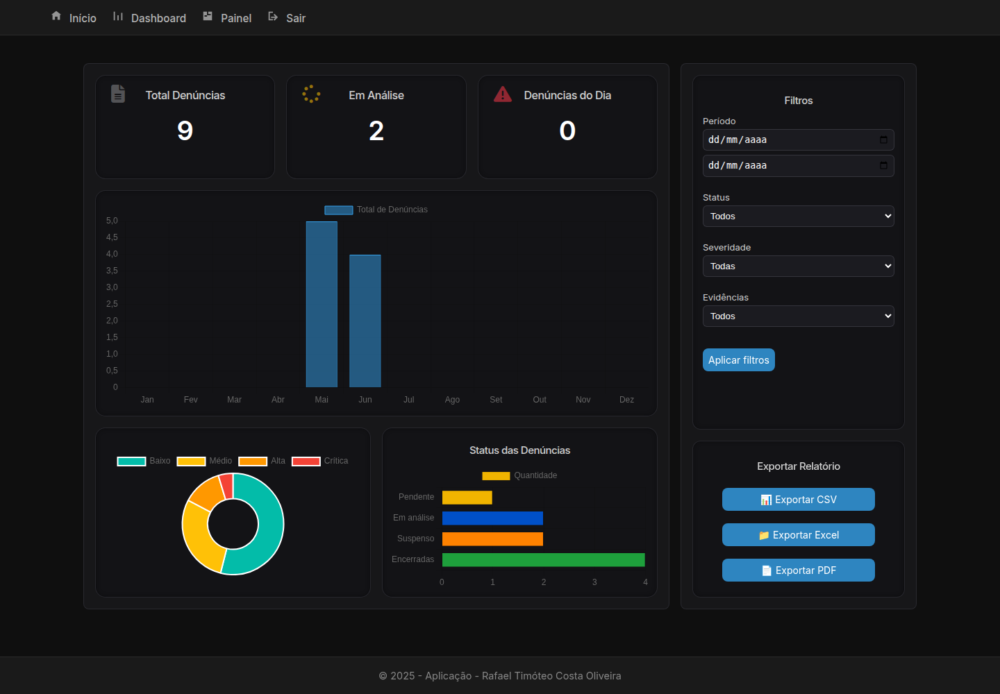 Início Dashboard Painel Sair
Total Denúncias
9
Em Análise
2
Denúncias do Dia
0
Total de Denúncias
5,0
4,5
4,0
3,5
3,0
2,5
2,0
1,5
1,0
0,5
0
Jan Fev Mar Abr Mai Jun Jul Ago Set Out Nov Dez
Baixo Médio Alta Crítica
Status das Denúncias
Quantidade
Pendente
Em análise
Suspenso
Encerradas
0 1 2 3 4
Filtros
Período
dd/mm/aaaa
dd/mm/aaaa
Status
Todos
Severidade
Todas
Evidências
Todos
Aplicar filtros
Exportar Relatório
Exportar CSV
Exportar Excel
Exportar PDF
© 2025 - Aplicação - Rafael Timóteo Costa Oliveira